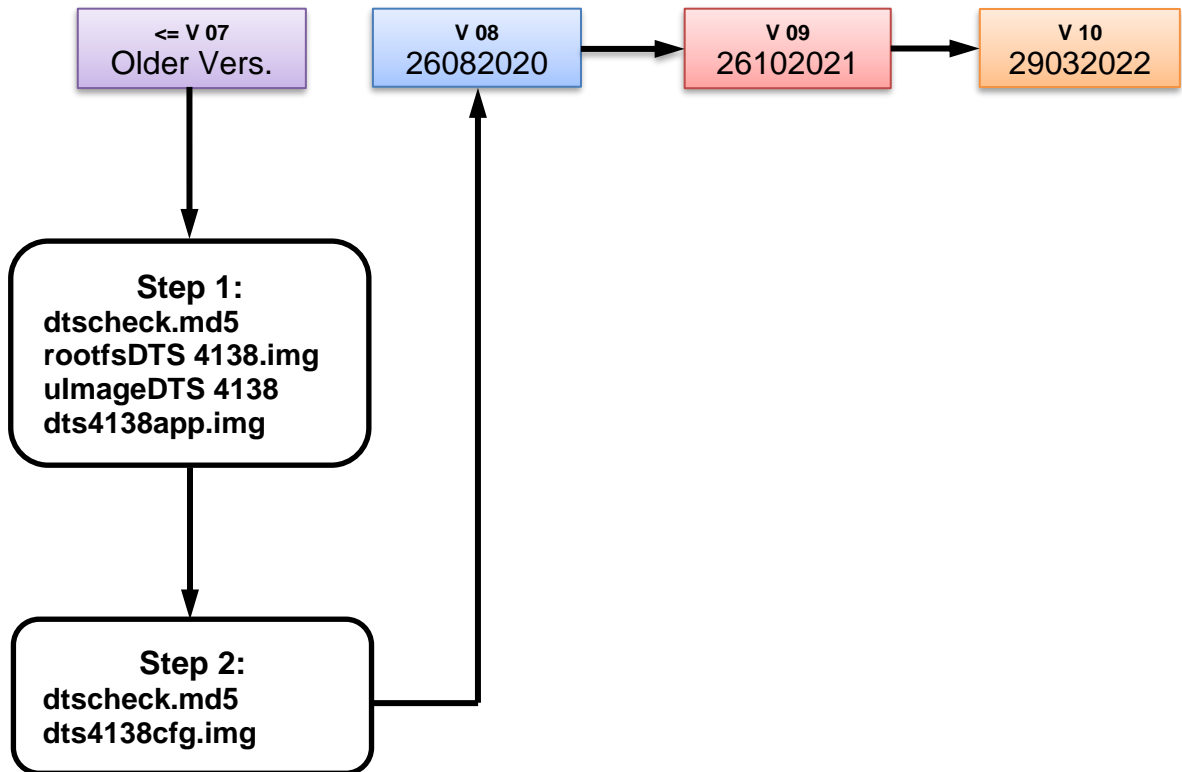 <= V 07
Older Vers.
V 08
26082020
V 09
26102021
V 10
29032022
Step 1:
dtscheck.md5
rootfsDTS 4138.img
uImageDTS 4138
dts4138app.img
Step 2:
dtscheck.md5
dts4138cfg.img